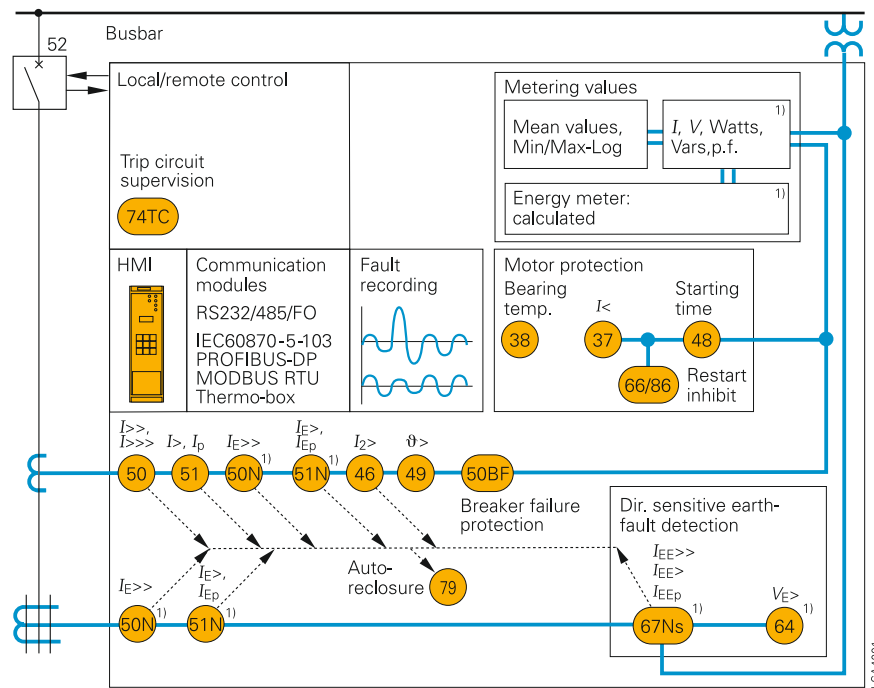 52
Busbar
Local/remote control
Trip circuit
supervision
74TC
Metering values
Mean values,
Min/Max-Log
1)
I, V, Watts,
Vars,p.f.
Energy meter:
calculated
1)
HMI
Communication
modules
RS232/485/FO
IEC60870-5-103
PROFIBUS-DP
MODBUS RTU
Thermo-box
Fault
recording
Motor protection
Bearing
temp.
I<
Starting
time
38
37
48
66/86
Restart
inhibit
I>>,
I>>>
I>, Ip
IE>>
IE>,
IEp
I2>
ϑ>
50
51
50N 1)
51N 1)
46
49
50BF
Breaker failure
protection
Dir. sensitive earth-
fault detection
IEE>>
IEE>
IEEp
VE>
Auto-
reclosure
79
IE>>
IE>,
IEp
50N 1)
51N 1)
67Ns 1)
64 1)